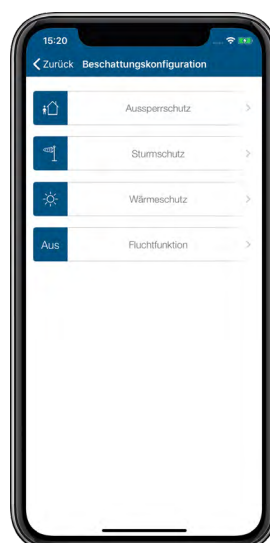 15:20
Zurück Beschattungskonfiguration
Aussperrschutz
Sturmschutz
Wärmeschutz
Aus Fluchtfunktion